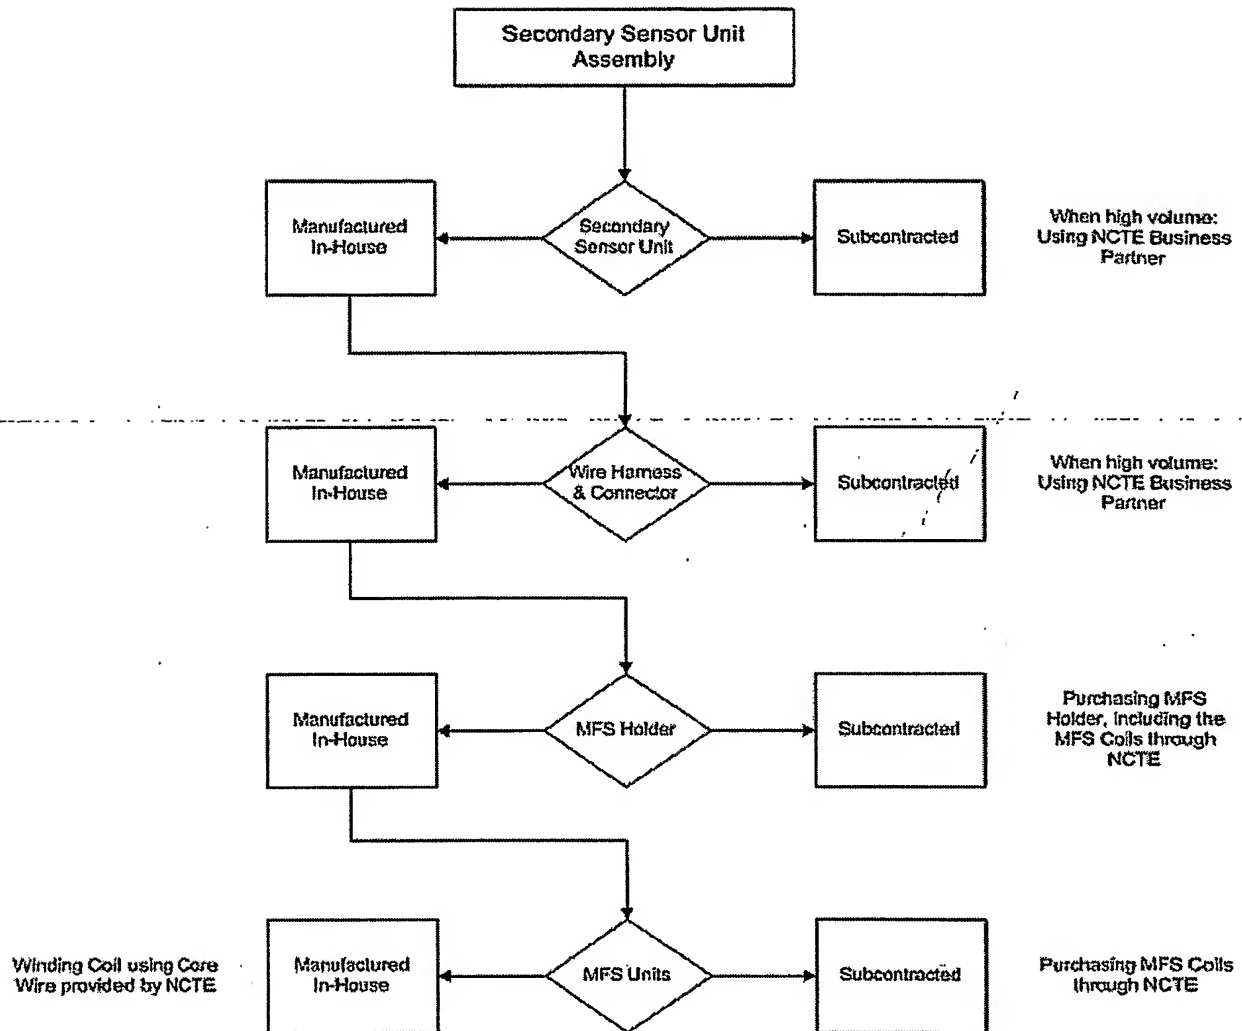 Secondary Sensor Unit
Assembly
Manufactured
In-House
Secondary
Sensor Unit
Subcontracted
When high volume:
Using NCTE Business
Partner
Manufactured
In-House
Wire Harness
& Connector
Subcontracted
When high volume:
Using NCTE Business
Partner
Manufactured
In-House
MFS Holder
Subcontracted
Purchasing MFS
Holder, including the
MFS Coils through
NCTE
Winding Coil using Core
Wire provided by NCTE
Manufactured
In-House
MFS Units
Subcontracted
Purchasing MFS Coils
through NCTE